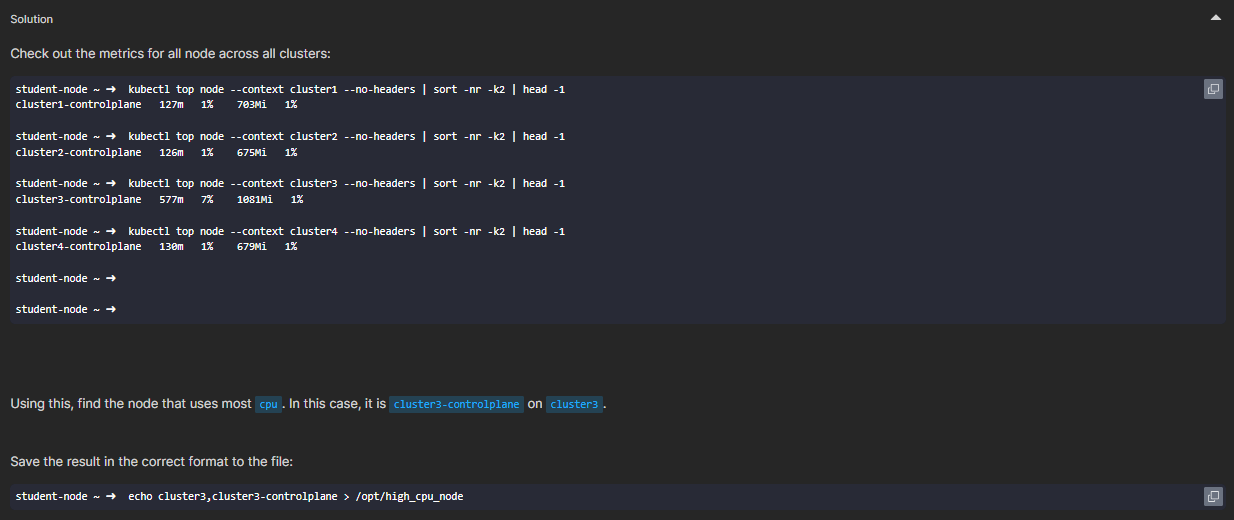 Solution
Check out the metrics for all node across all clusters:
student-node ~ ➜  kubectl top node --context cluster1 --no-headers | sort -nr -k2 | head -1
cluster1-controlplane   127m   1%    703Mi   1%
student-node ~ ➜  kubectl top node --context cluster2 --no-headers | sort -nr -k2 | head -1
cluster2-controlplane   126m   1%    675Mi   1%
student-node ~ ➜  kubectl top node --context cluster3 --no-headers | sort -nr -k2 | head -1
cluster3-controlplane   577m   7%    1081Mi   1%
student-node ~ ➜  kubectl top node --context cluster4 --no-headers | sort -nr -k2 | head -1
cluster4-controlplane   130m   1%    679Mi   1%
student-node ~ ➜
student-node ~ ➜
Using this, find the node that uses most cpu. In this case, it is cluster3-controlplane on cluster3.
Save the result in the correct format to the file:
student-node ~ ➜  echo cluster3,cluster3-controlplane > /opt/high_cpu_node